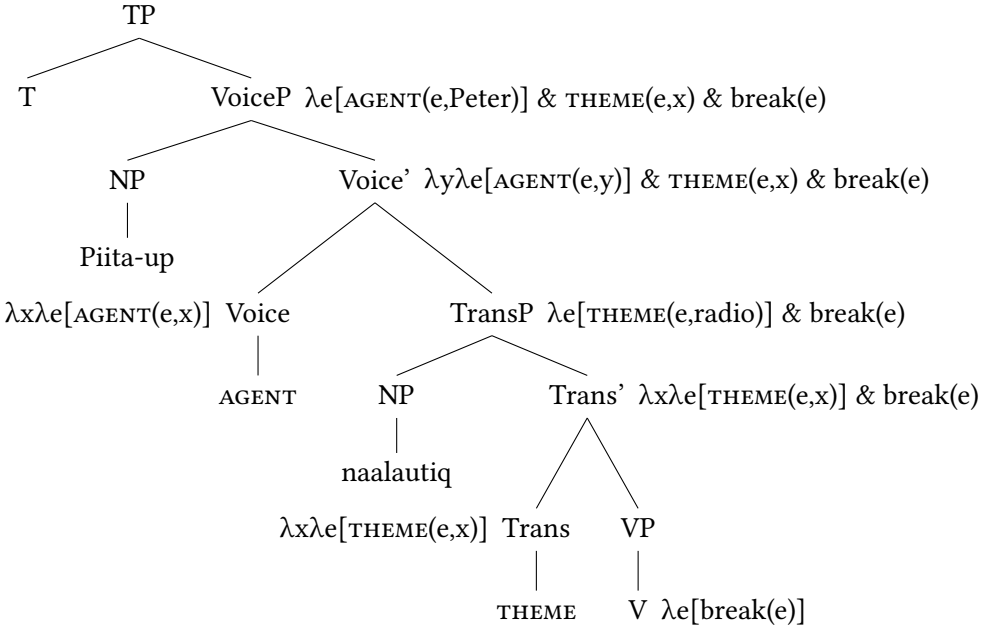 TP
T VoiceP λe[AGENT(e,Peter)] & THEME(e,x) & break(e)
NP Voice’ λyλe[AGENT(e,y)] & THEME(e,x) & break(e)
Piita-up
λxλe[AGENT(e,x)] Voice TransP λe[THEME(e,radio)] & break(e)
AGENT NP Trans’ λxλe[THEME(e,x)] & break(e)
naalautiq
λxλe[THEME(e,x)] Trans VP
THEME V λe[break(e)]